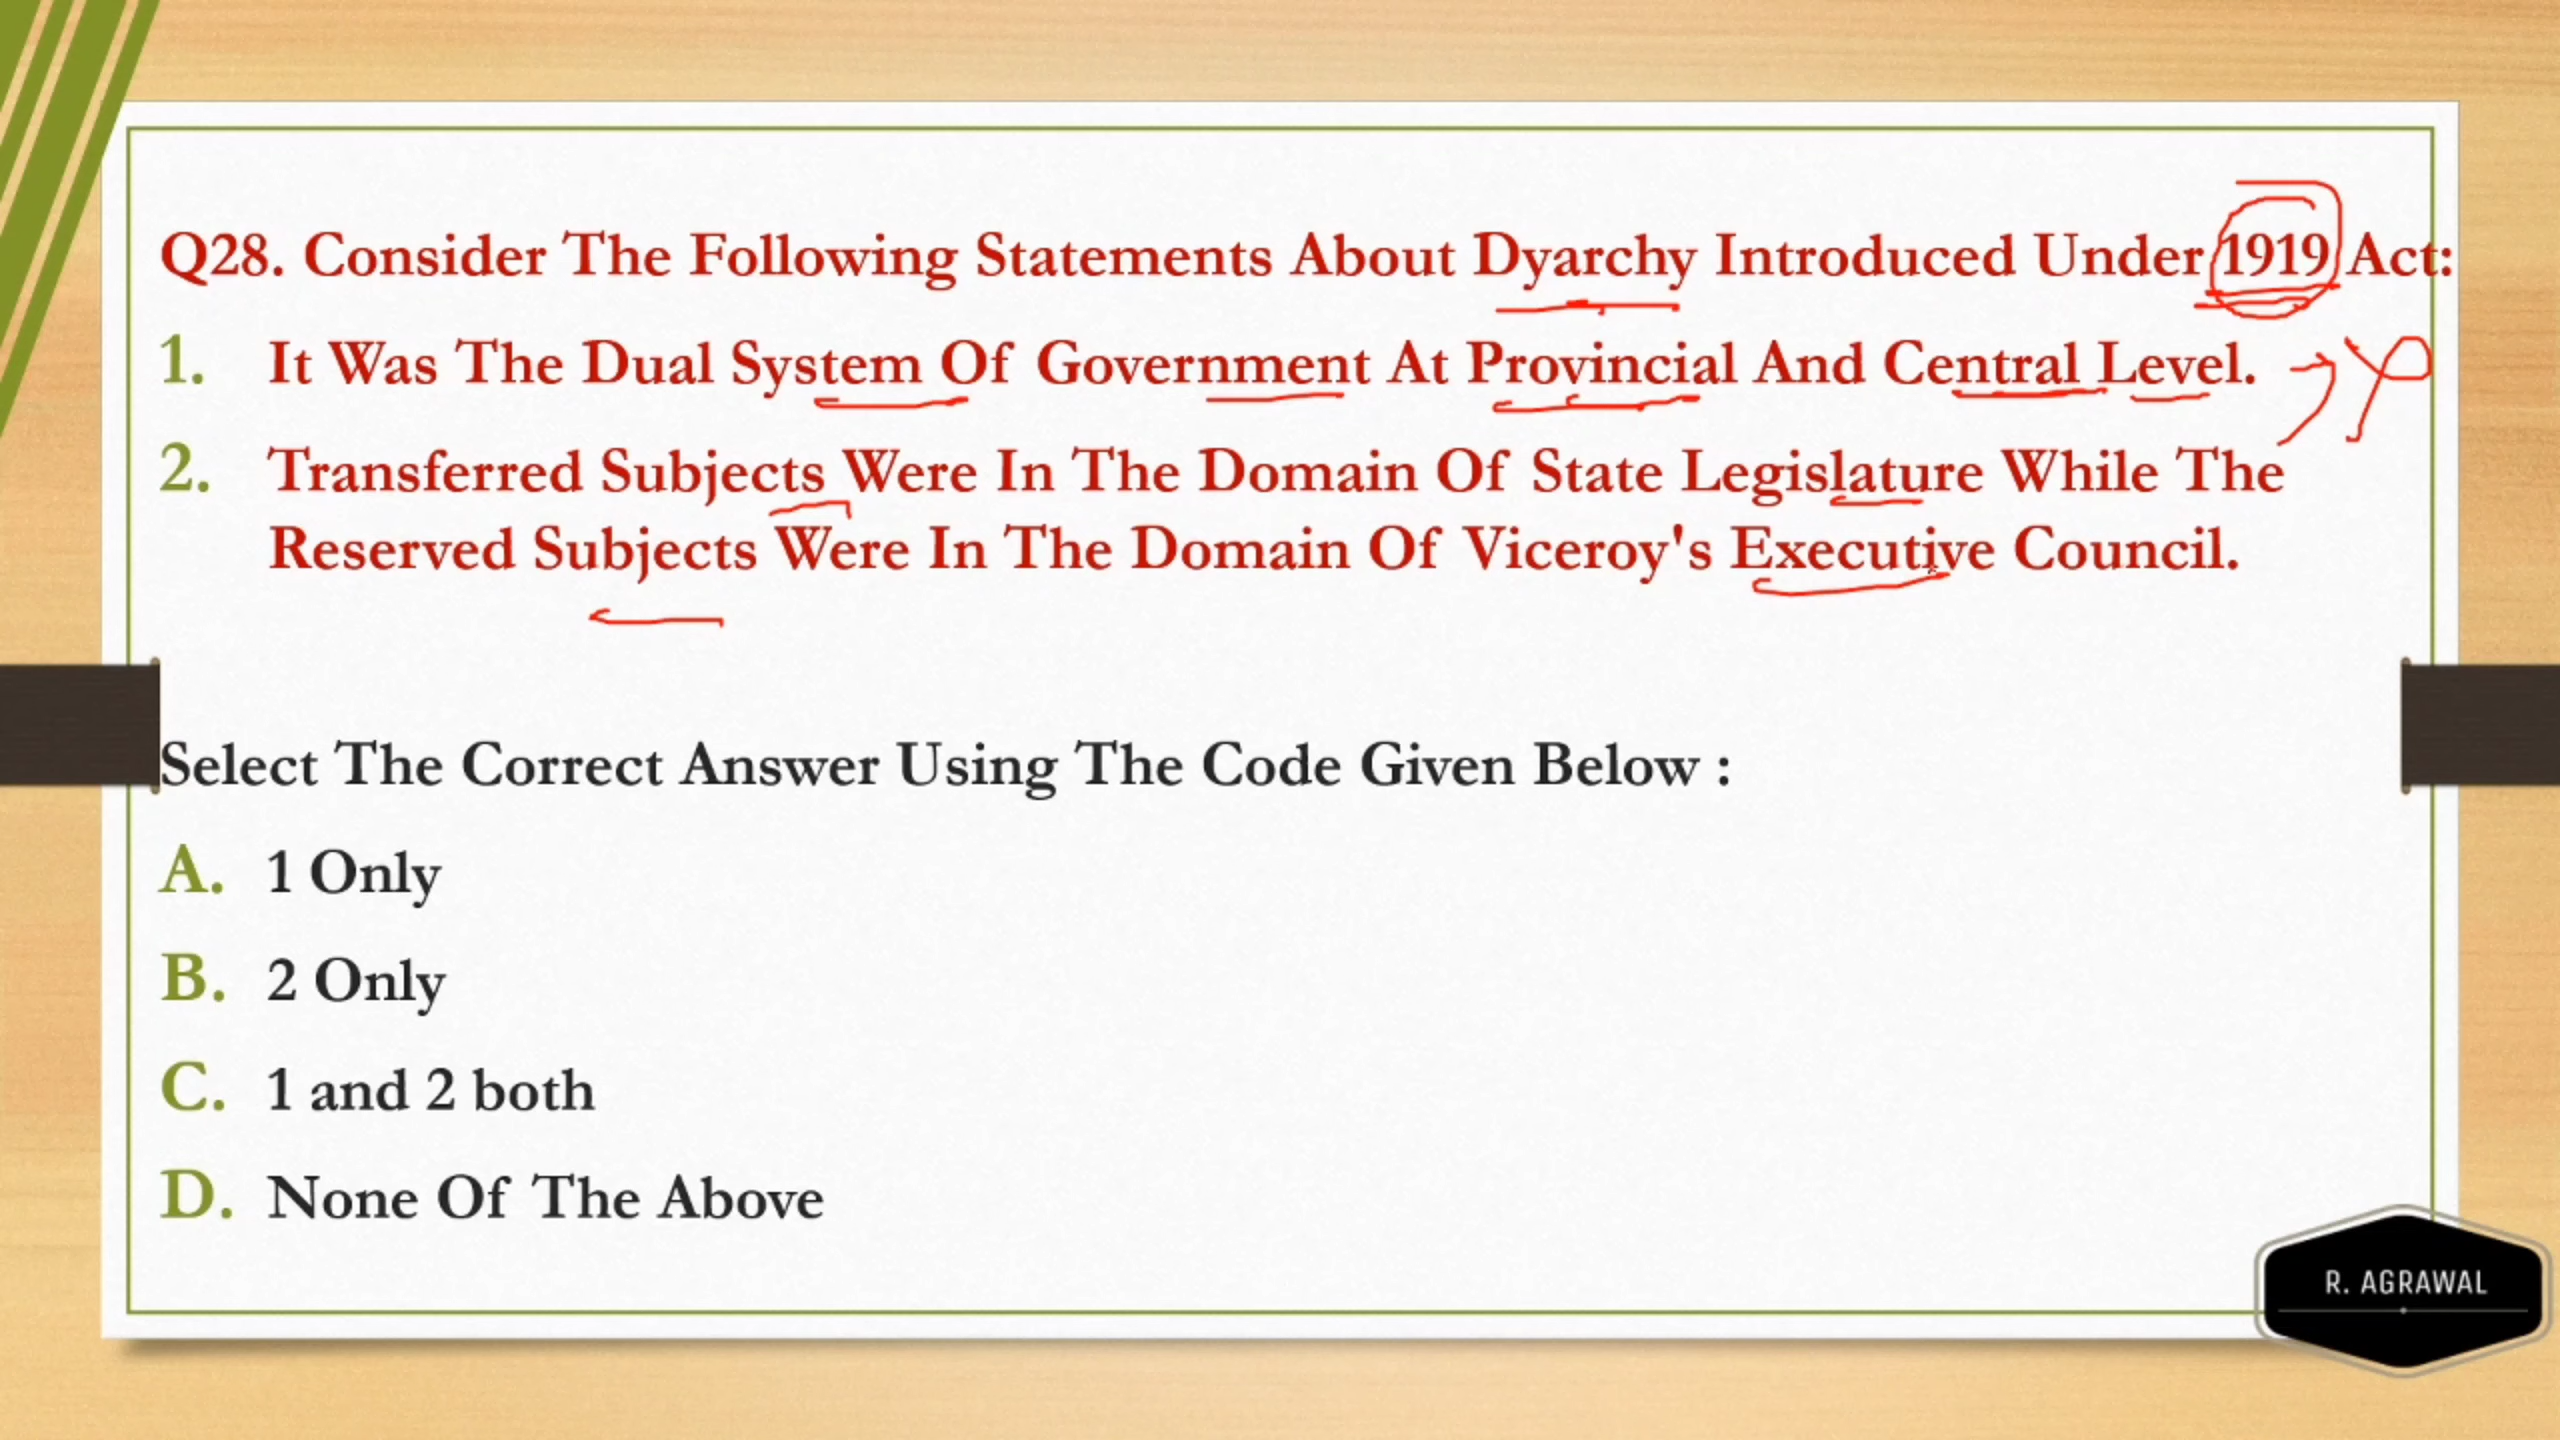 Q28. Consider The Following Statements About Dyarchy Introduced Under 1919 Act:
1. It Was The Dual System Of Government At Provincial And Central Level.
2. Transferred Subjects Were In The Domain Of State Legislature While The
Reserved Subjects Were In The Domain Of Viceroy's Executive Council.
Select The Correct Answer Using The Code Given Below :
A. 1 Only
B. 2 Only
C. 1 and 2 both
D. None Of The Above
R. AGRAWAL